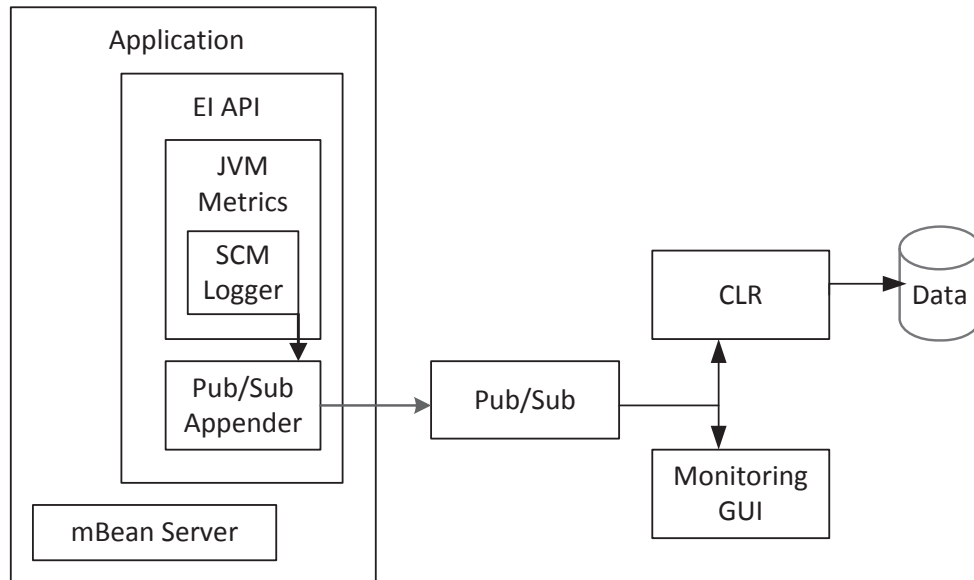 Application
EI API
JVM
Metrics
SCM
Logger
Pub/Sub
Appender
mBean Server
Pub/Sub
CLR
Data
Monitoring
GUI